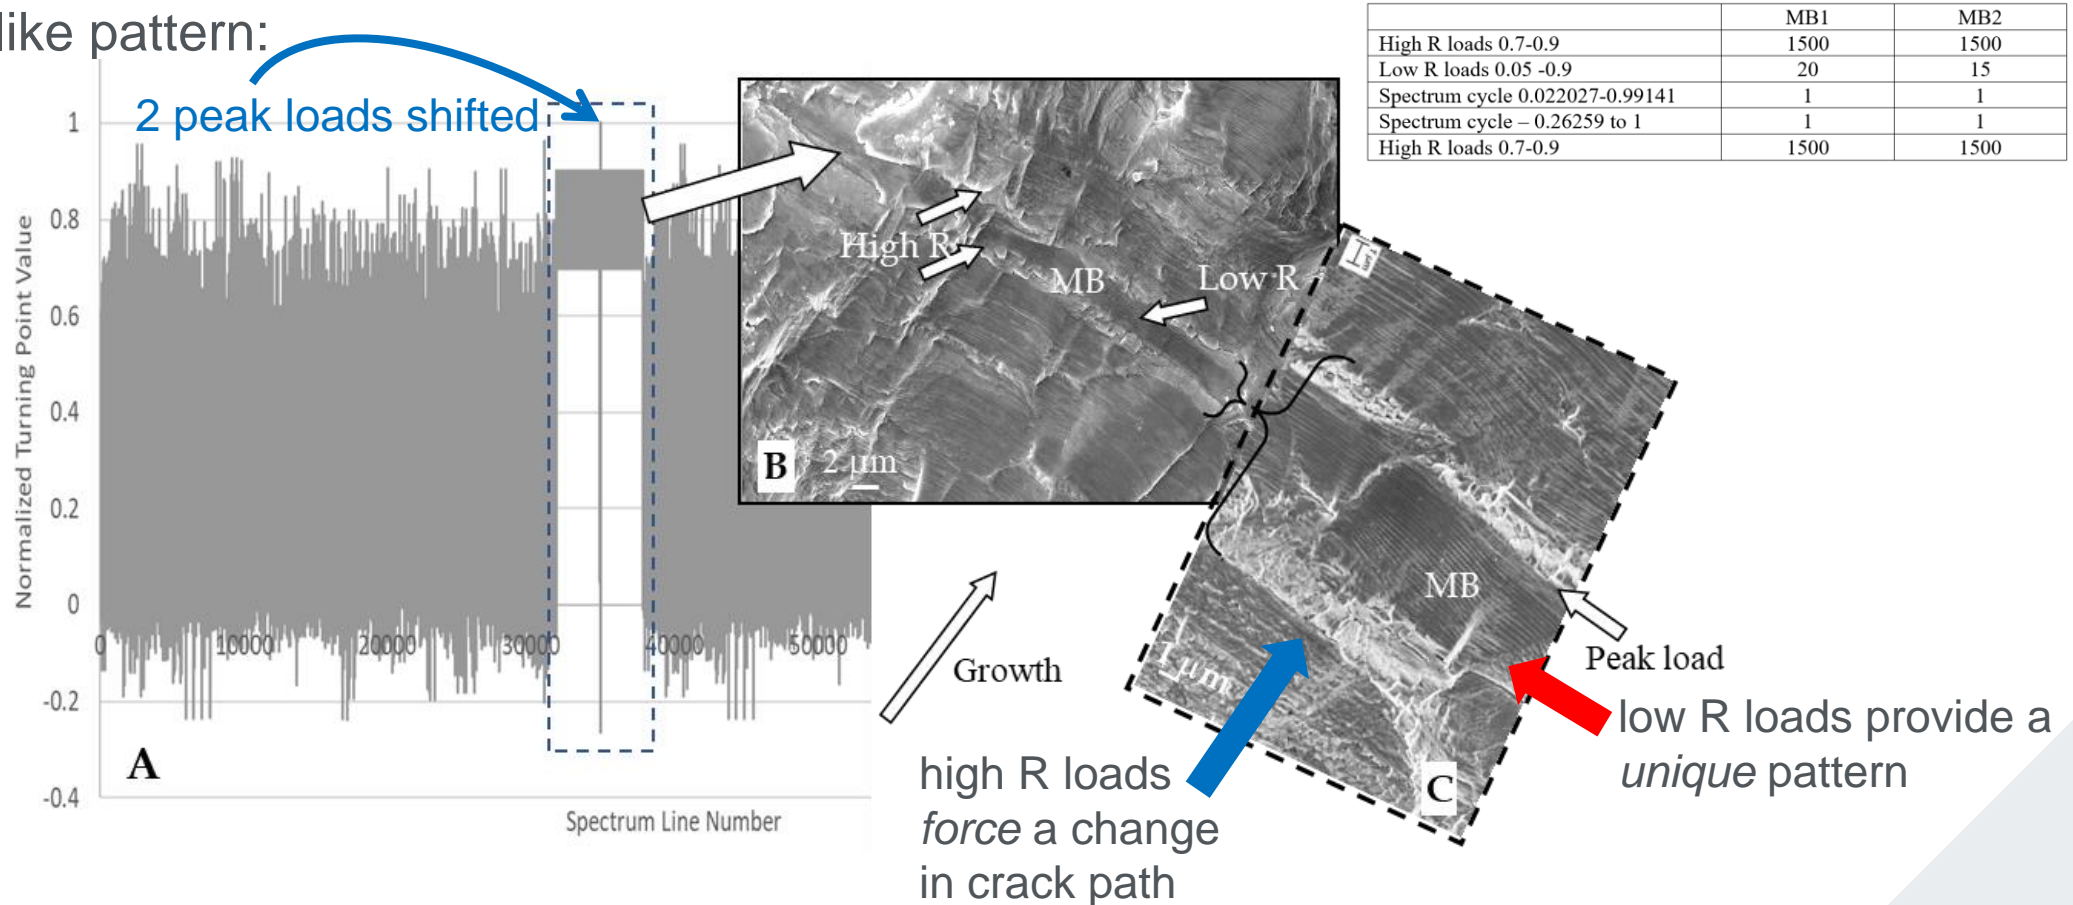 like pattern:
2 peak loads shifted
MB1 MB2
High R loads 0.7-0.9 1500 1500
Low R loads 0.05 -0.9 20 15
Spectrum cycle 0.022027-0.99141 1 1
Spectrum cycle – 0.26259 to 1 1 1
High R loads 0.7-0.9 1500 1500
Normalized Turning Point Value
1
0.8
0.6
0.4
0.2
0
-0.2
-0.4
0 10000 20000 30000 40000 50000
Spectrum Line Number
A
High R
MB
Low R
B
2 µm
Growth
1µm
MB
1µm
C
Peak load
high R loads
force a change
in crack path
low R loads provide a
unique pattern